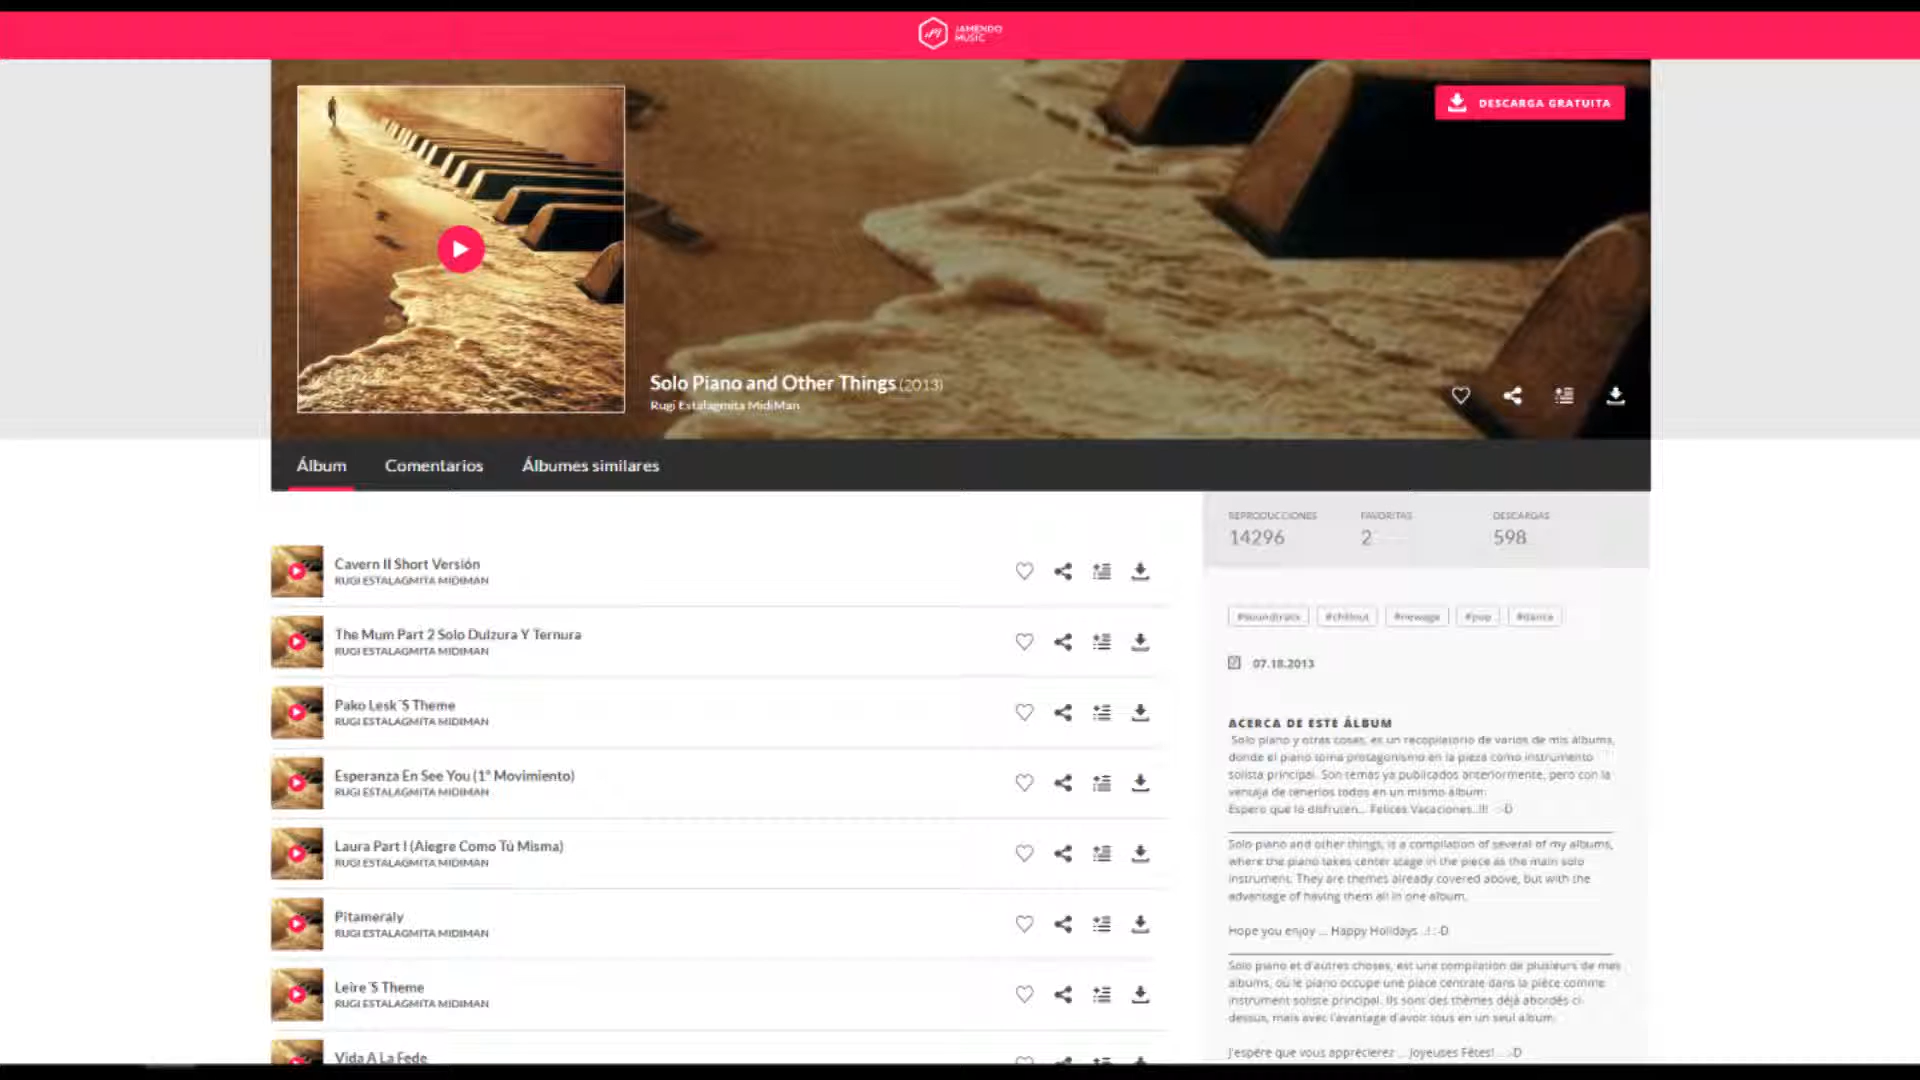 JAMENDO
MUSIC
DESCARGA GRATUITA
Solo Piano and Other Things (2013)
Rugi Estalagmita MidiMan
Álbum
Comentarios
Álbumes similares
REPRODUCCIONES
14296
FAVORITAS
2
DESCARGAS
598
Cavern II Short Versión
RUGI ESTALAGMITA MIDIMAN
The Mum Part 2 Solo Dulzura Y Ternura
RUGI ESTALAGMITA MIDIMAN
Pako Lesk´S Theme
RUGI ESTALAGMITA MIDIMAN
Esperanza En See You (1º Movimiento)
RUGI ESTALAGMITA MIDIMAN
Laura Part I (Alegre Como Tú Misma)
RUGI ESTALAGMITA MIDIMAN
Pitameraly
RUGI ESTALAGMITA MIDIMAN
Leire´S Theme
RUGI ESTALAGMITA MIDIMAN
Vida A La Fede
#soundtrack #chillout #newage #pop #dance
07.18.2013
ACERCA DE ESTE ÁLBUM
Solo piano y otras cosas, es un recopilatorio de varios de mis álbums,
donde el piano toma protagonismo en la pieza como instrumento
solista principal. Son temas ya publicados anteriormente, pero con la
ventaja de tenerlos todos en un mismo álbum.
Espero que lo disfruten... Felices Vacaciones..!!! :-D
Solo piano and other things, is a compilation of several of my albums,
where the piano takes center stage in the piece as the main solo
instrument. They are themes already covered above, but with the
advantage of having them all in one album.
Hope you enjoy ... Happy Holidays ..! :-D
Solo piano et d'autres choses, est une compilation de plusieurs de mes
albums, où le piano occupe une place centrale dans la pièce comme
instrument soliste principal. Ils sont des thèmes déjà abordés ci-
dessus, mais avec l'avantage d'avoir tous en un seul album.
J'espère que vous apprécierez ... Joyeuses Fêtes! ... :-D